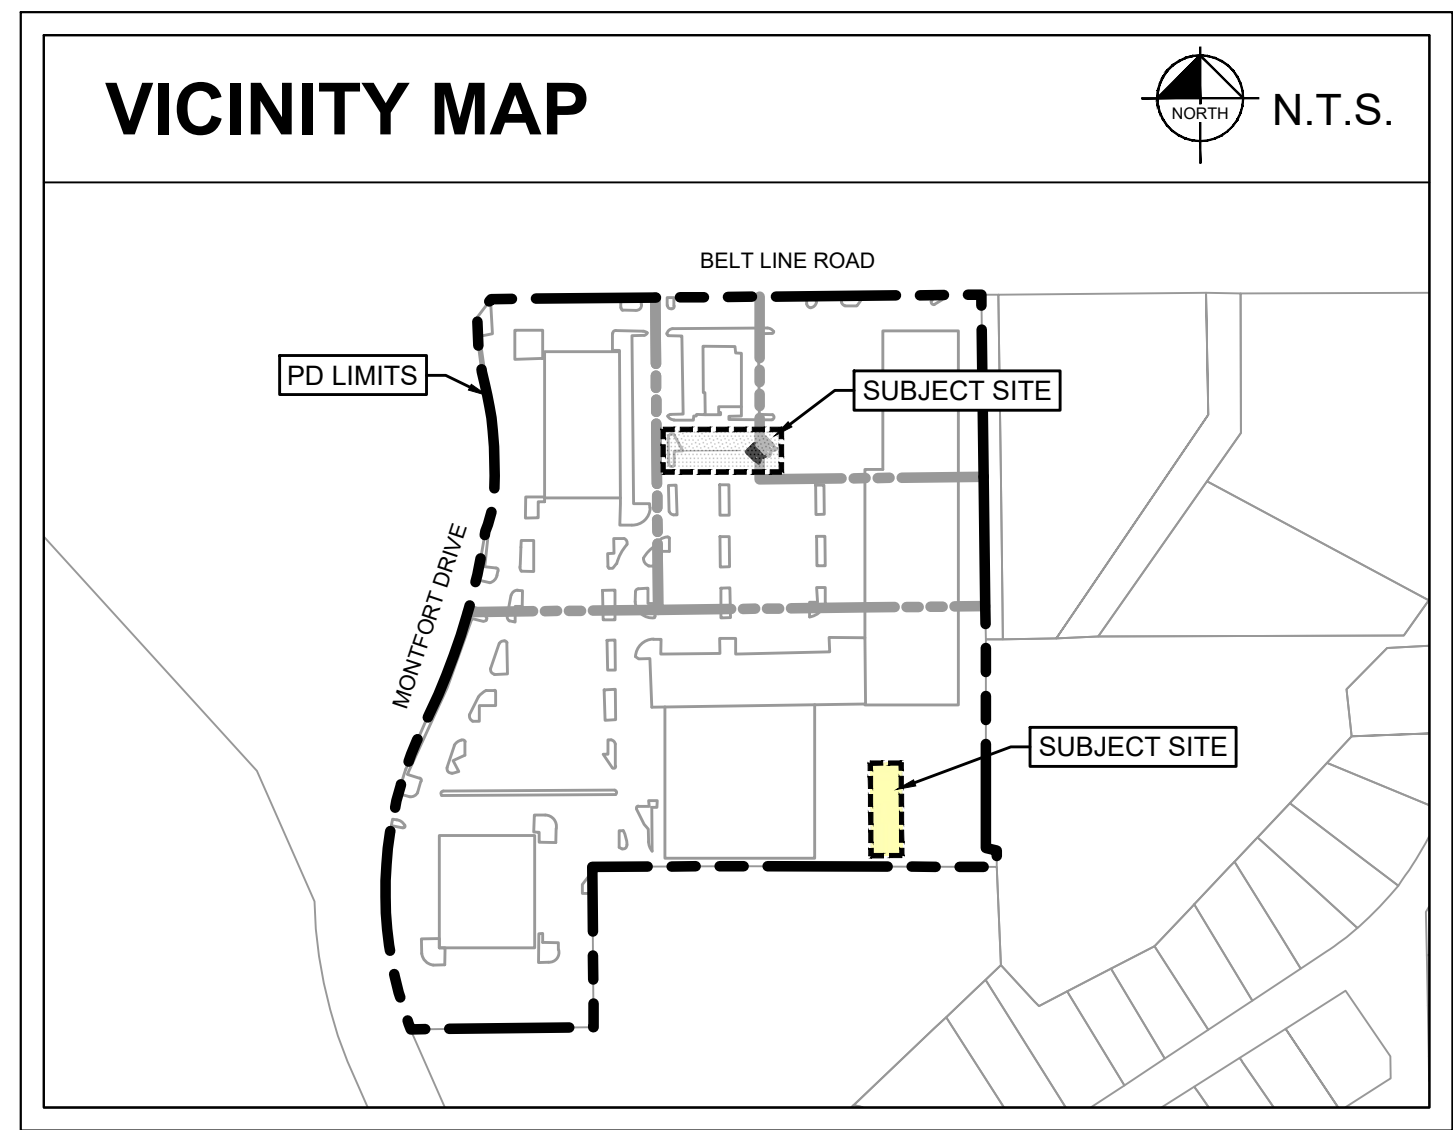 VICINITY MAP
NORTH
N.T.S.
BELT LINE ROAD
PD LIMITS
SUBJECT SITE
MONTFORT DRIVE
SUBJECT SITE